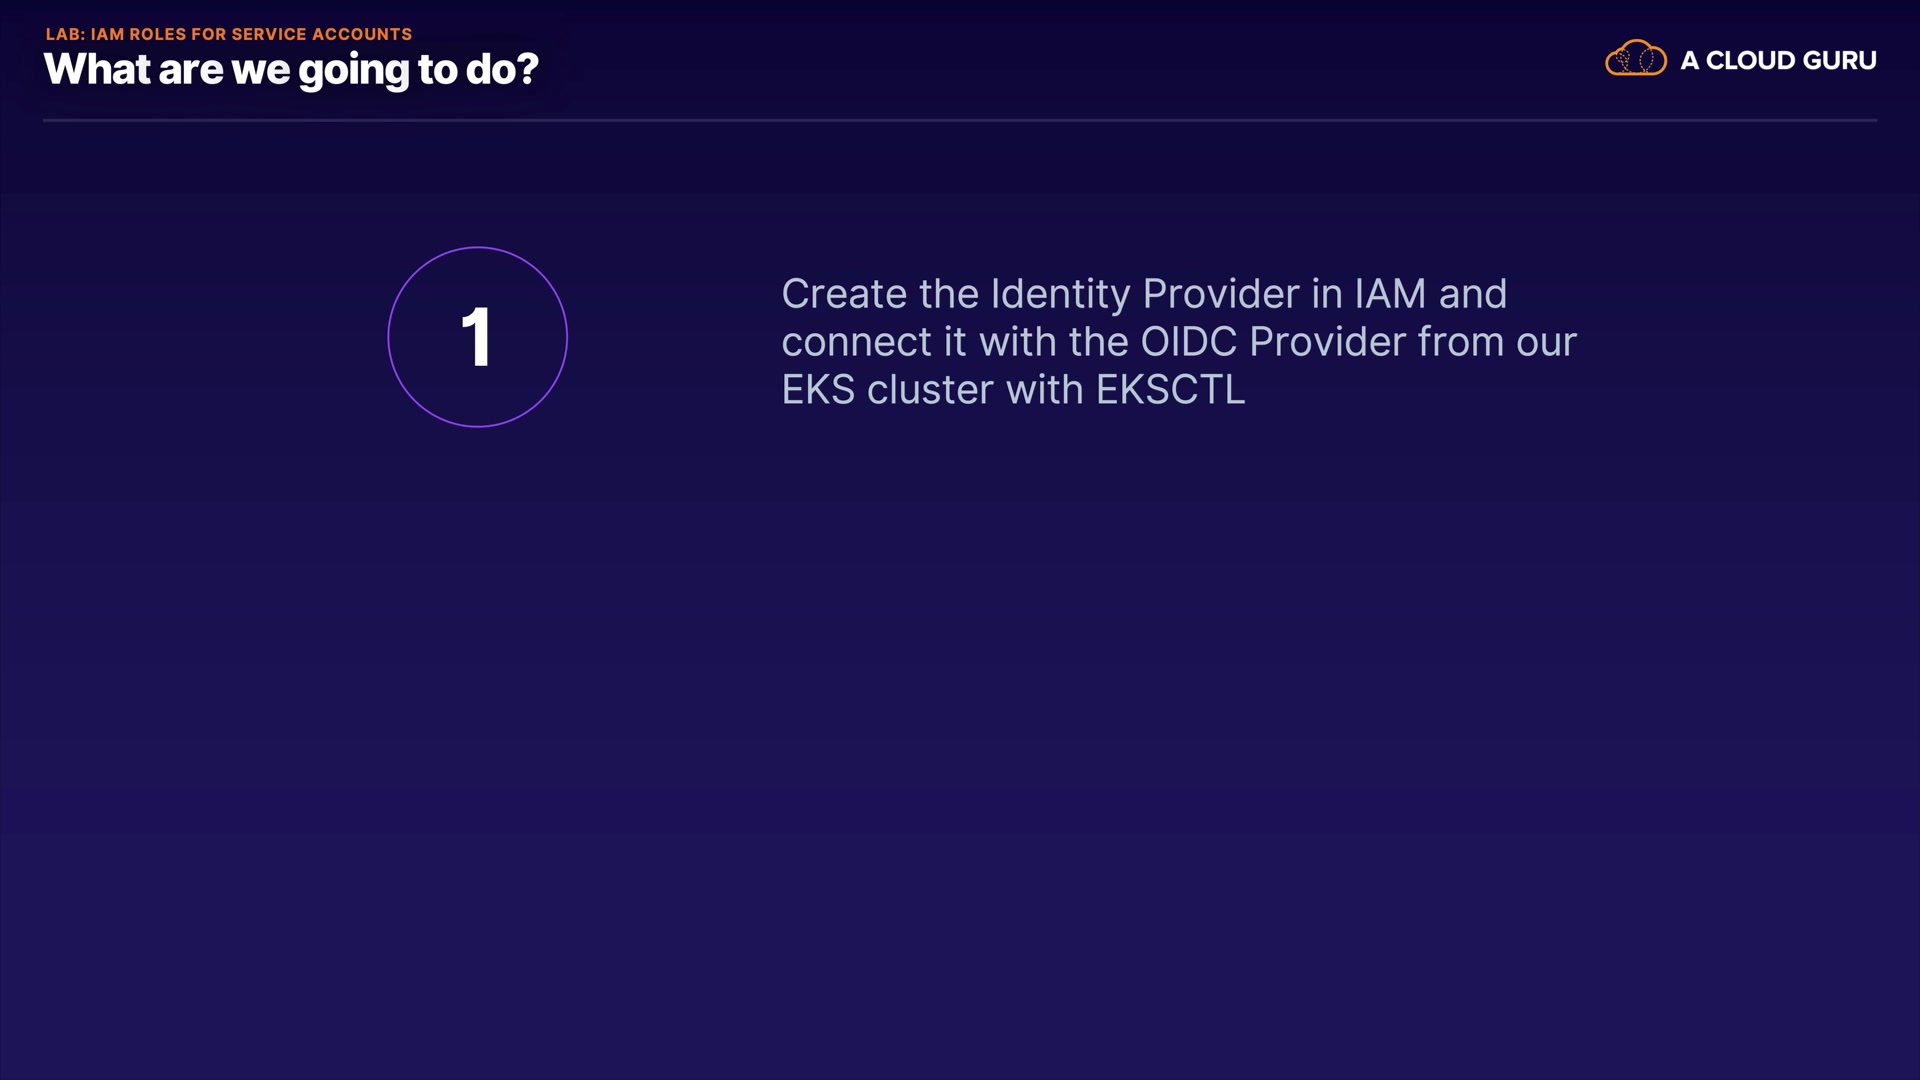 LAB: IAM ROLES FOR SERVICE ACCOUNTS
What are we going to do?
A CLOUD GURU
1
Create the Identity Provider in IAM and
connect it with the OIDC Provider from our
EKS cluster with EKSCTL